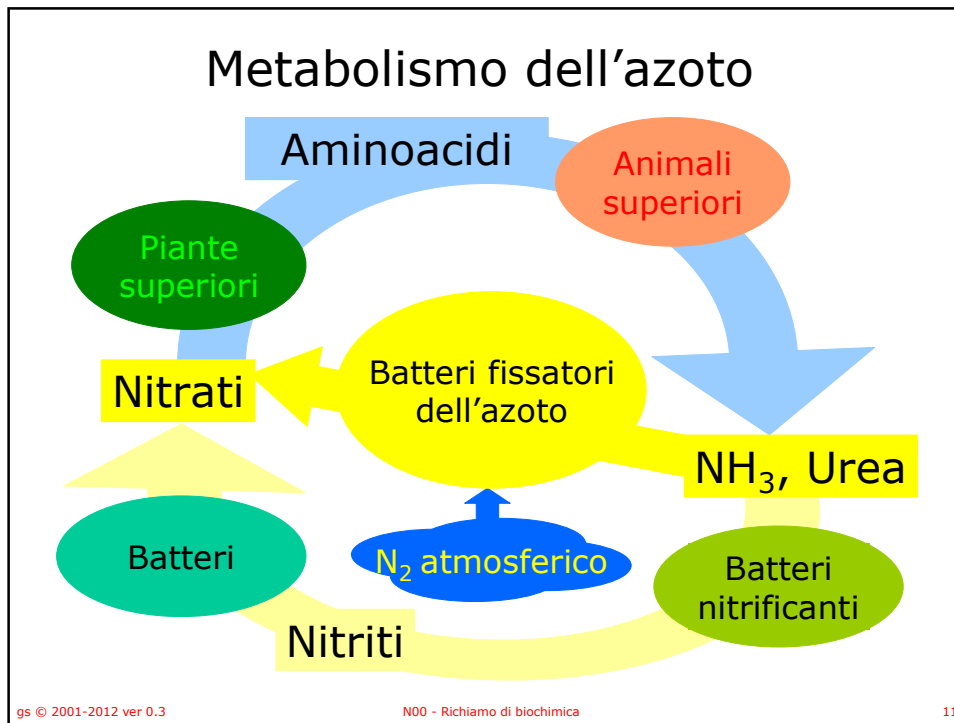 Metabolismo dell’azoto
Aminoacidi
Animali
superiori
Piante
superiori
Batteri fissatori
dell’azoto
Nitrati
NH₃, Urea
Batteri
N₂ atmosferico
Batteri
nitrificanti
Nitriti
gs © 2001-2012 ver 0.3
N00 - Richiamo di biochimica
11